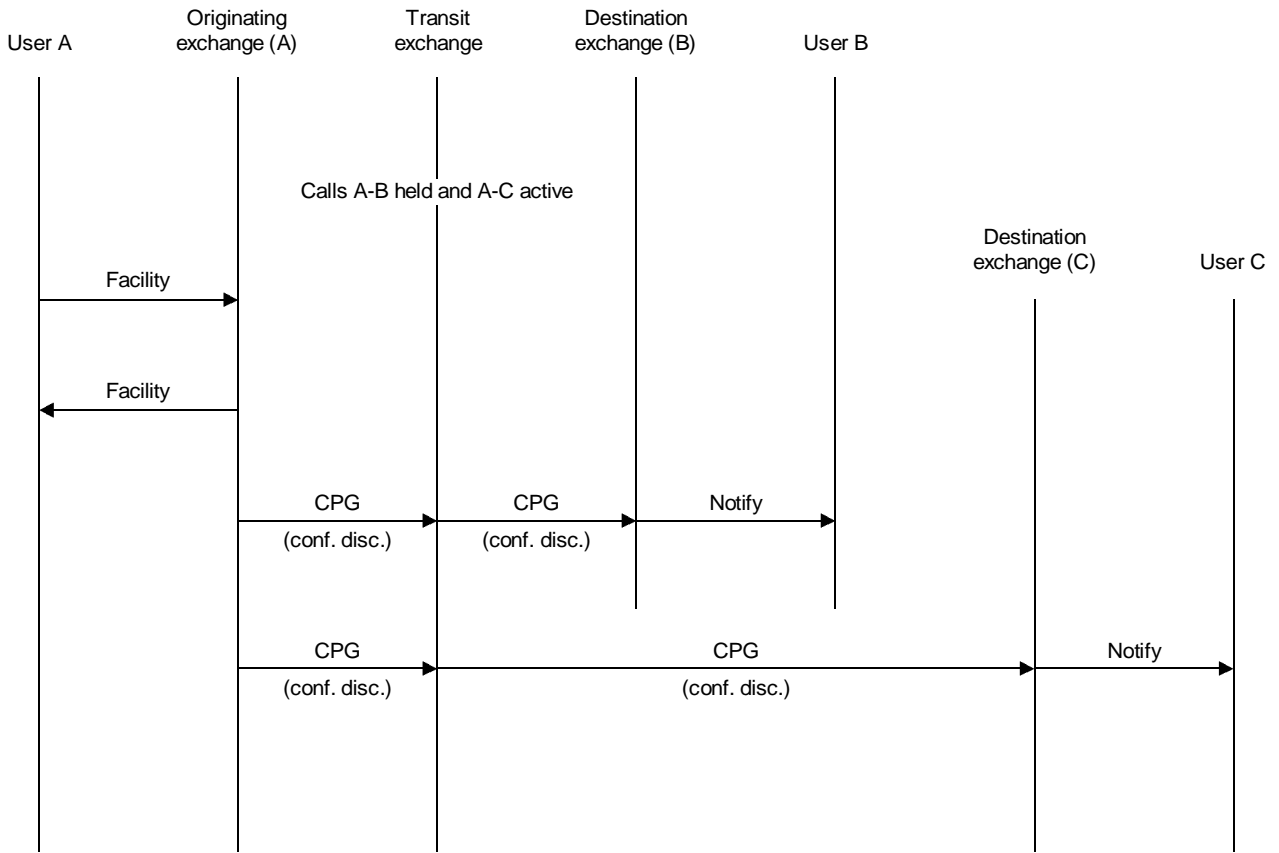 User A
Originating
exchange (A)
Transit
exchange
Destination
exchange (B)
User B
Calls A-B held and A-C active
Destination
exchange (C)
User C
Facility
Facility
CPG
(conf. disc.)
CPG
(conf. disc.)
Notify
CPG
(conf. disc.)
CPG
(conf. disc.)
Notify